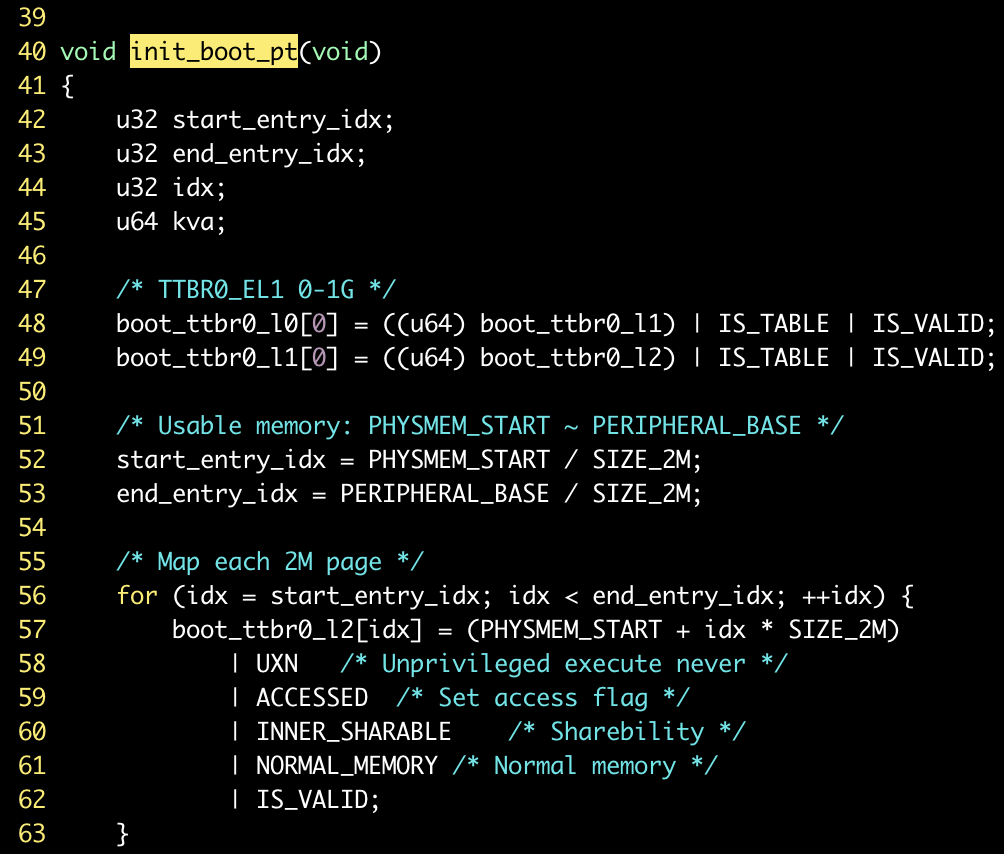 39
40 void init_boot_pt(void)
41 {
42     u32 start_entry_idx;
43     u32 end_entry_idx;
44     u32 idx;
45     u64 kva;
46
47     /* TTBR0_EL1 0-1G */
48     boot_ttbr0_l0[0] = ((u64) boot_ttbr0_l1) | IS_TABLE | IS_VALID;
49     boot_ttbr0_l1[0] = ((u64) boot_ttbr0_l2) | IS_TABLE | IS_VALID;
50
51     /* Usable memory: PHYSMEM_START ~ PERIPHERAL_BASE */
52     start_entry_idx = PHYSMEM_START / SIZE_2M;
53     end_entry_idx = PERIPHERAL_BASE / SIZE_2M;
54
55     /* Map each 2M page */
56     for (idx = start_entry_idx; idx < end_entry_idx; ++idx) {
57         boot_ttbr0_l2[idx] = (PHYSMEM_START + idx * SIZE_2M)
58             | UXN   /* Unprivileged execute never */
59             | ACCESSED  /* Set access flag */
60             | INNER_SHARABLE    /* Sharebility */
61             | NORMAL_MEMORY /* Normal memory */
62             | IS_VALID;
63     }